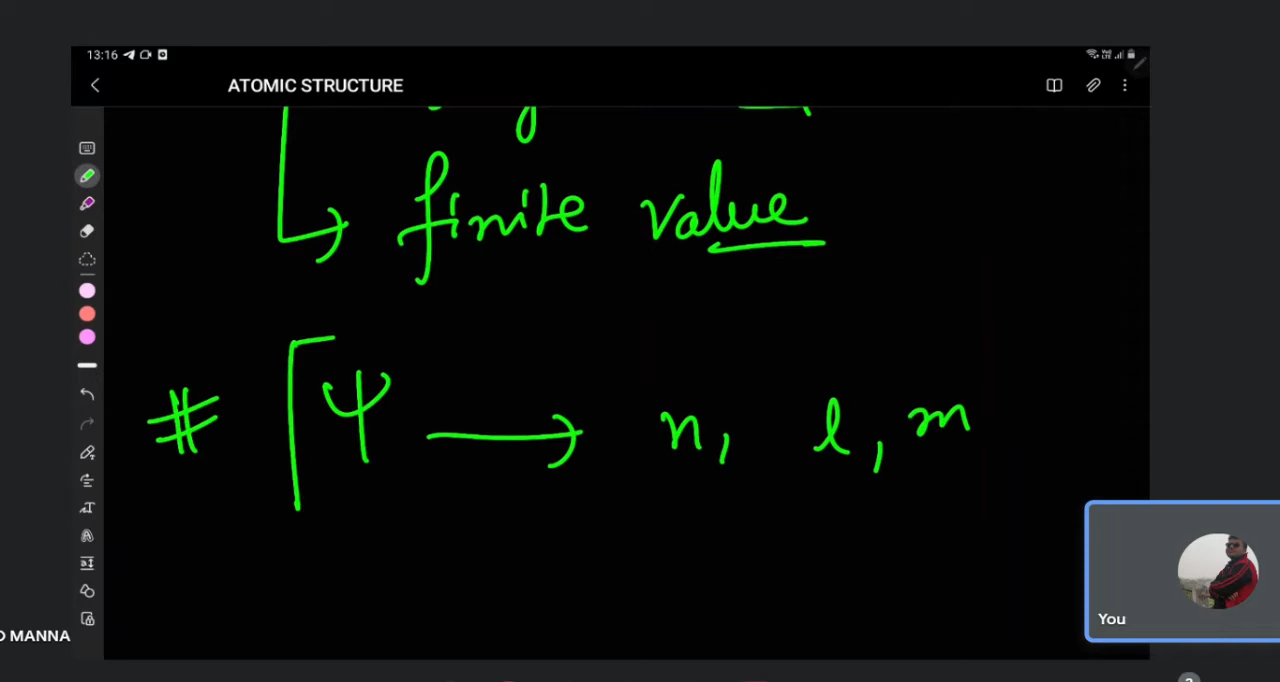 13:16
ATOMIC STRUCTURE
finite value
# [ψ → n, l, m
You
O MANNA